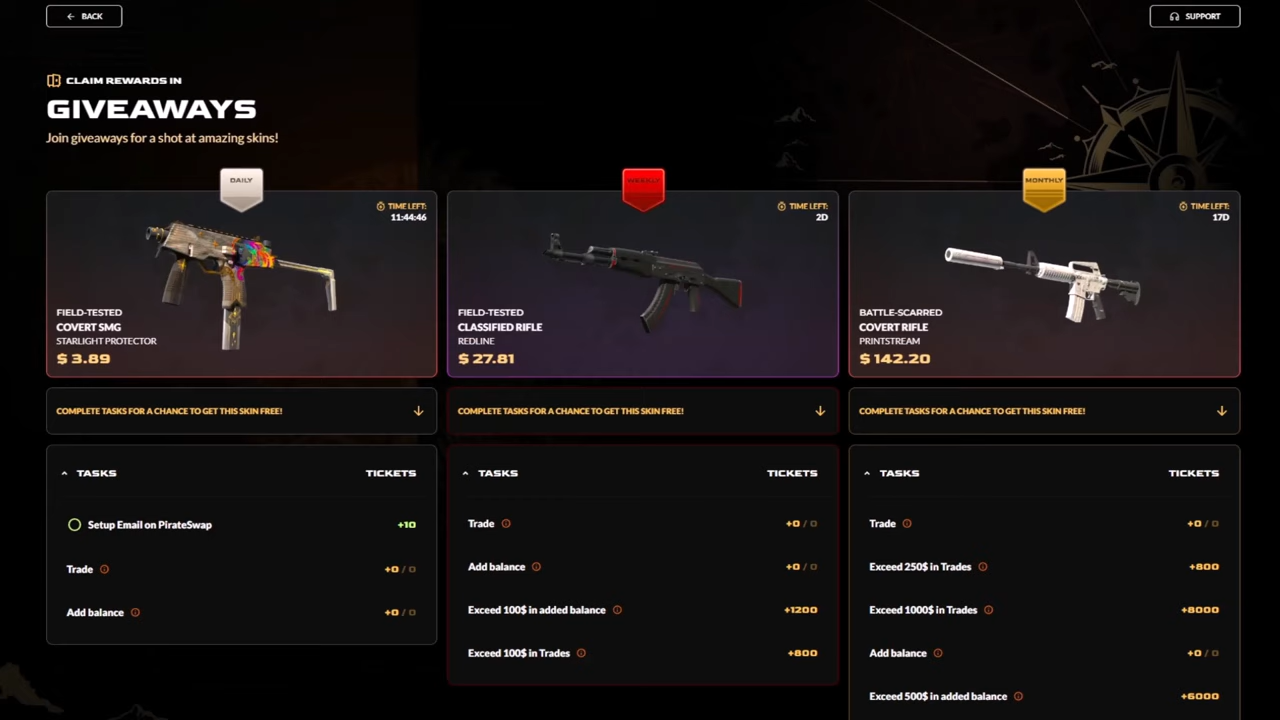 BACK
SUPPORT
CLAIM REWARDS IN
GIVEAWAYS
Join giveaways for a shot at amazing skins!
DAILY
TIME LEFT:
11:44:46
FIELD-TESTED
COVERT SMG
STARLIGHT PROTECTOR
$ 3.89
WEEKLY
TIME LEFT:
2D
FIELD-TESTED
CLASSIFIED RIFLE
REDLINE
$ 27.81
MONTHLY
TIME LEFT:
17D
BATTLE-SCARRED
COVERT RIFLE
PRINTSTREAM
$ 142.20
COMPLETE TASKS FOR A CHANCE TO GET THIS SKIN FREE!
COMPLETE TASKS FOR A CHANCE TO GET THIS SKIN FREE!
COMPLETE TASKS FOR A CHANCE TO GET THIS SKIN FREE!
TASKS TICKETS
Setup Email on PirateSwap +10
Trade +0 / 0
Add balance +0 / 0
TASKS TICKETS
Trade +0 / 0
Add balance +0 / 0
Exceed 100$ in added balance +1200
Exceed 100$ in Trades +800
TASKS TICKETS
Trade +0 / 0
Exceed 250$ in Trades +800
Exceed 1000$ in Trades +8000
Add balance +0 / 0
Exceed 500$ in added balance +6000